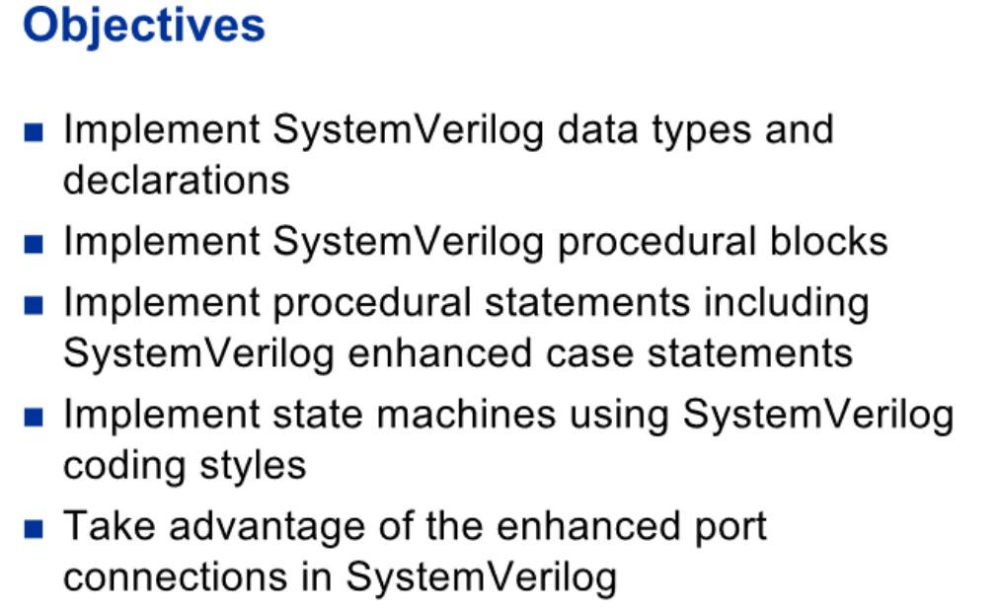 Objectives
■ Implement SystemVerilog data types and
declarations
■ Implement SystemVerilog procedural blocks
■ Implement procedural statements including
SystemVerilog enhanced case statements
■ Implement state machines using SystemVerilog
coding styles
■ Take advantage of the enhanced port
connections in SystemVerilog